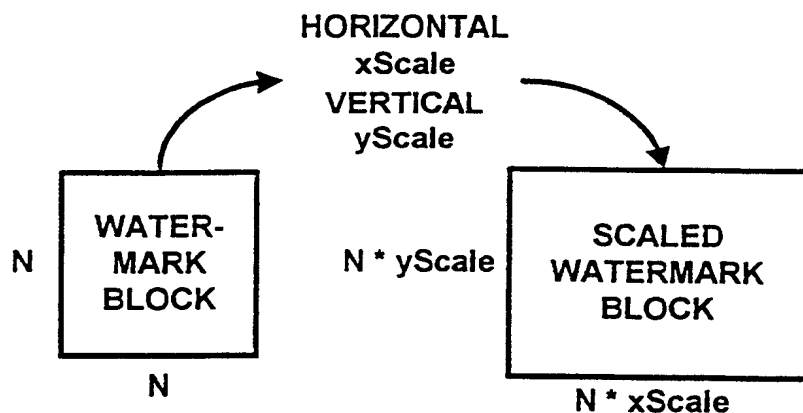 HORIZONTAL
xScale
VERTICAL
yScale
WATER-
MARK
BLOCK
N
N
SCALED
WATERMARK
BLOCK
N * yScale
N * xScale